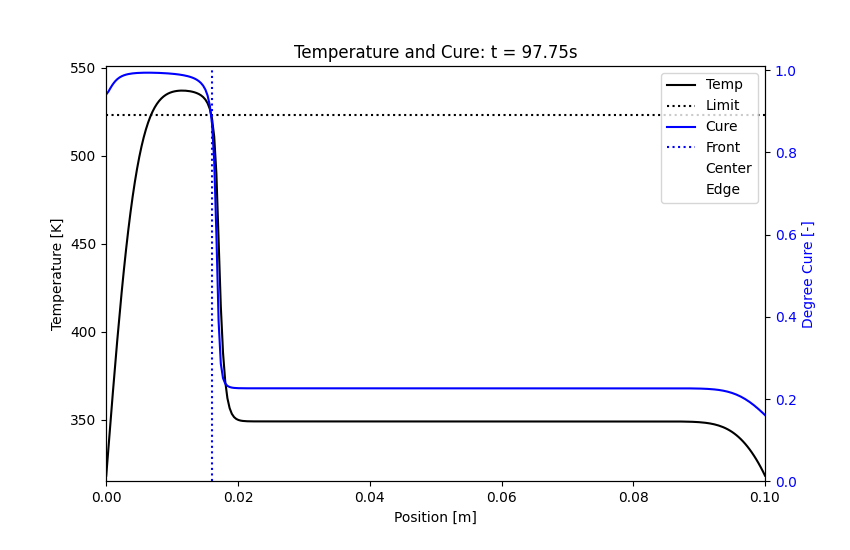 Temperature and Cure: t = 97.75s
550
500
450
400
350
Temperature [K]
1.0
0.8
0.6
0.4
0.2
0.0
Degree Cure [-]
Temp
Limit
Cure
Front
Center
Edge
0.00
0.02
0.04
0.06
0.08
0.10
Position [m]